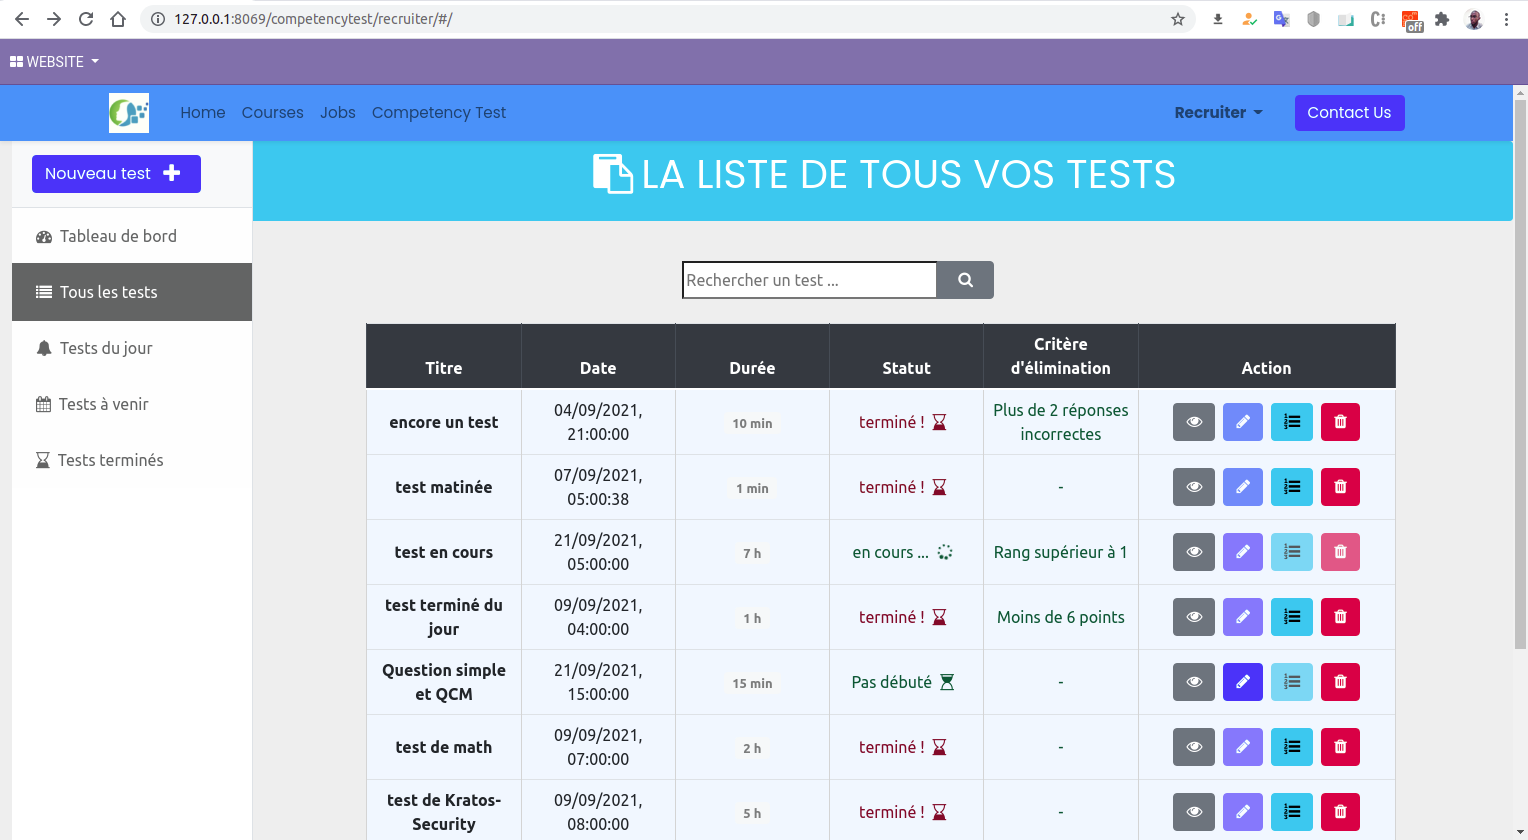 127.0.0.1:8069/competencytest/recruiter/#/
off
WEBSITE
Home Courses Jobs Competency Test Recruiter Contact Us
Nouveau test
LA LISTE DE TOUS VOS TESTS
Tableau de bord
Tous les tests
Tests du jour
Tests à venir
Tests terminés
Rechercher un test ...
Titre Date Durée Statut Critère d'élimination Action
encore un test 04/09/2021, 21:00:00 10 min terminé ! Plus de 2 réponses incorrectes
test matinée 07/09/2021, 05:00:38 1 min terminé ! -
test en cours 21/09/2021, 05:00:00 7 h en cours ... Rang supérieur à 1
test terminé du jour 09/09/2021, 04:00:00 1 h terminé ! Moins de 6 points
Question simple et QCM 21/09/2021, 15:00:00 15 min Pas débuté -
test de math 09/09/2021, 07:00:00 2 h terminé ! -
test de Kratos-Security 09/09/2021, 08:00:00 5 h terminé ! -